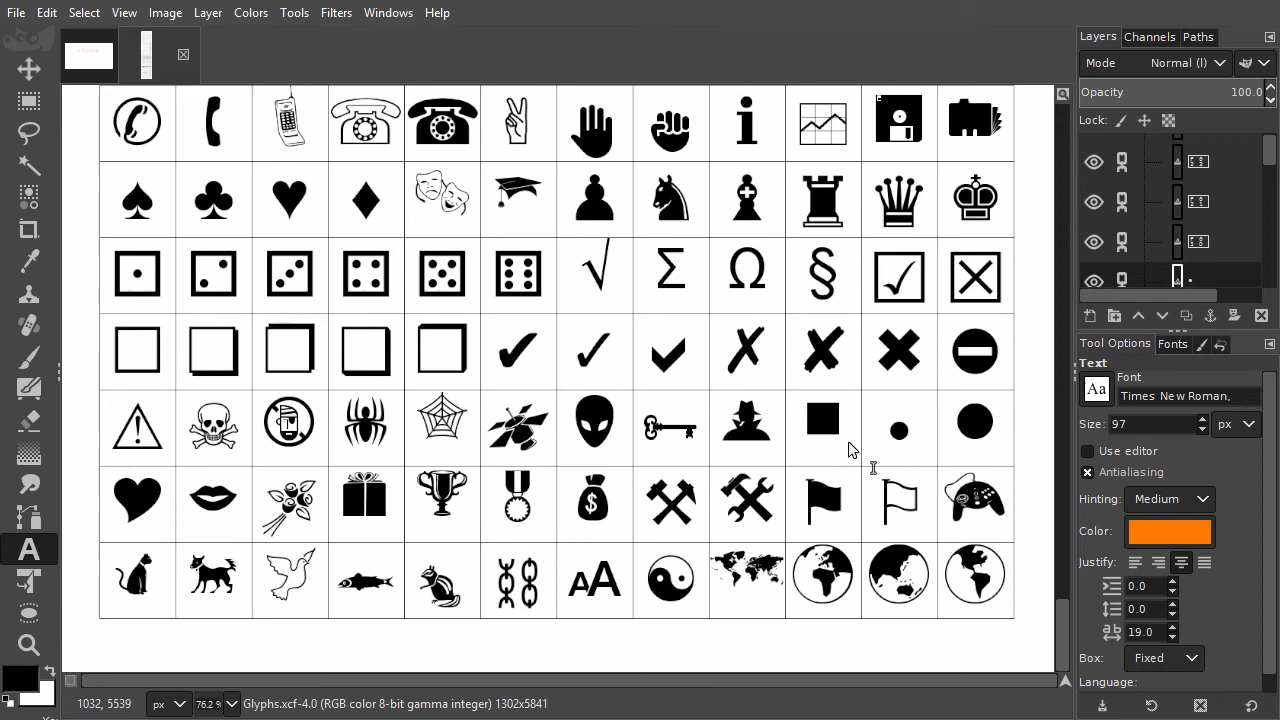 File Edit Select View Image Layer Colors Tools Filters Windows Help
Layers Channels Paths
Mode Normal (l)
Opacity 100.0
Lock:
i
√ Σ Ω § 
$
AA
Tool Options Fonts
Text
Font
Aa Times New Roman,
Size: 97 px
Use editor
Antialiasing
Hinting: Medium
Color:
Justify:
0.0
0.0
19.0
Box: Fixed
Language:
A
1032, 5539 px 76.2 % Glyphs.xcf-4.0 (RGB color 8-bit gamma integer) 1302x5841